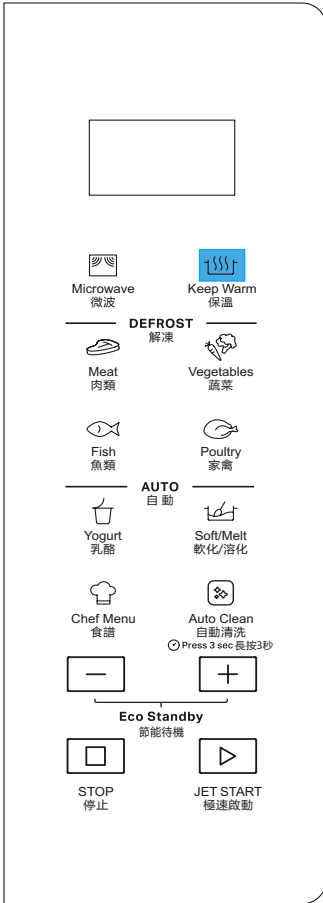 Microwave
微波
Keep Warm
保溫
DEFROST
解凍
Meat
肉類
Vegetables
蔬菜
Fish
魚類
Poultry
家禽
AUTO
自動
Yogurt
乳酪
Soft/Melt
軟化/溶化
Chef Menu
食譜
Auto Clean
自動清洗
Press 3 sec 長按3秒
Eco Standby
節能待機
STOP
停止
JET START
極速啟動